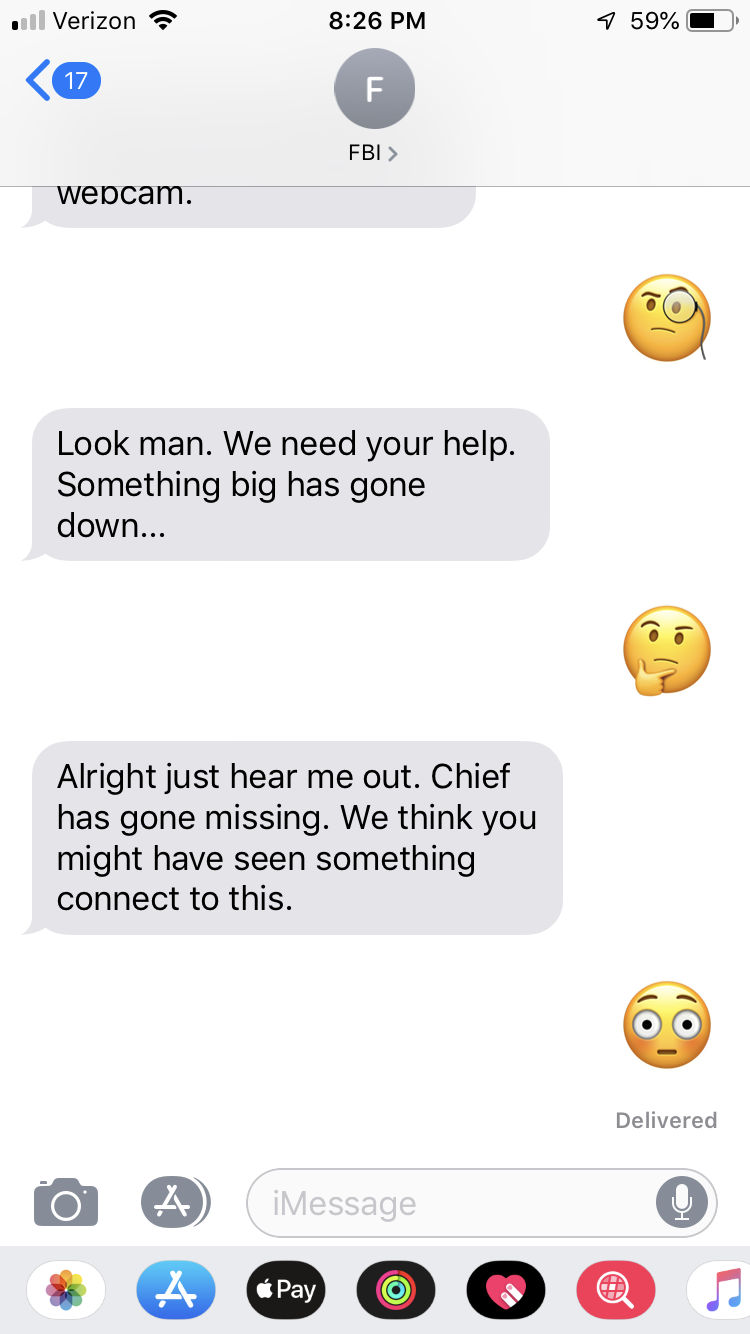 Verizon 8:26 PM 59%
17
F
FBI
webcam.
Look man. We need your help.
Something big has gone
down...
Alright just hear me out. Chief
has gone missing. We think you
might have seen something
connect to this.
Delivered
iMessage
Pay